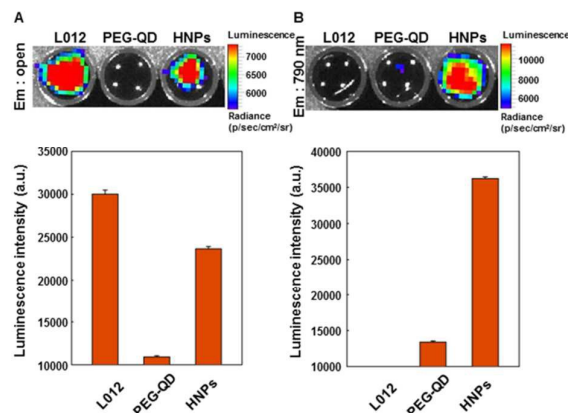 A
L012 PEG-QD HNPs
Em : open
Luminescence
7000
6500
6000
Radiance
(p/sec/cm²/sr)
B
L012 PEG-QD HNPs
Em : 790 nm
Luminescence
10000
8000
6000
Radiance
(p/sec/cm²/sr)
Luminescence intensity (a.u.)
35000
30000
25000
20000
15000
10000
L012
PEG-QD
HNPs
Luminescence intensity (a.u.)
40000
35000
30000
25000
20000
15000
10000
L012
PEG-QD
HNPs